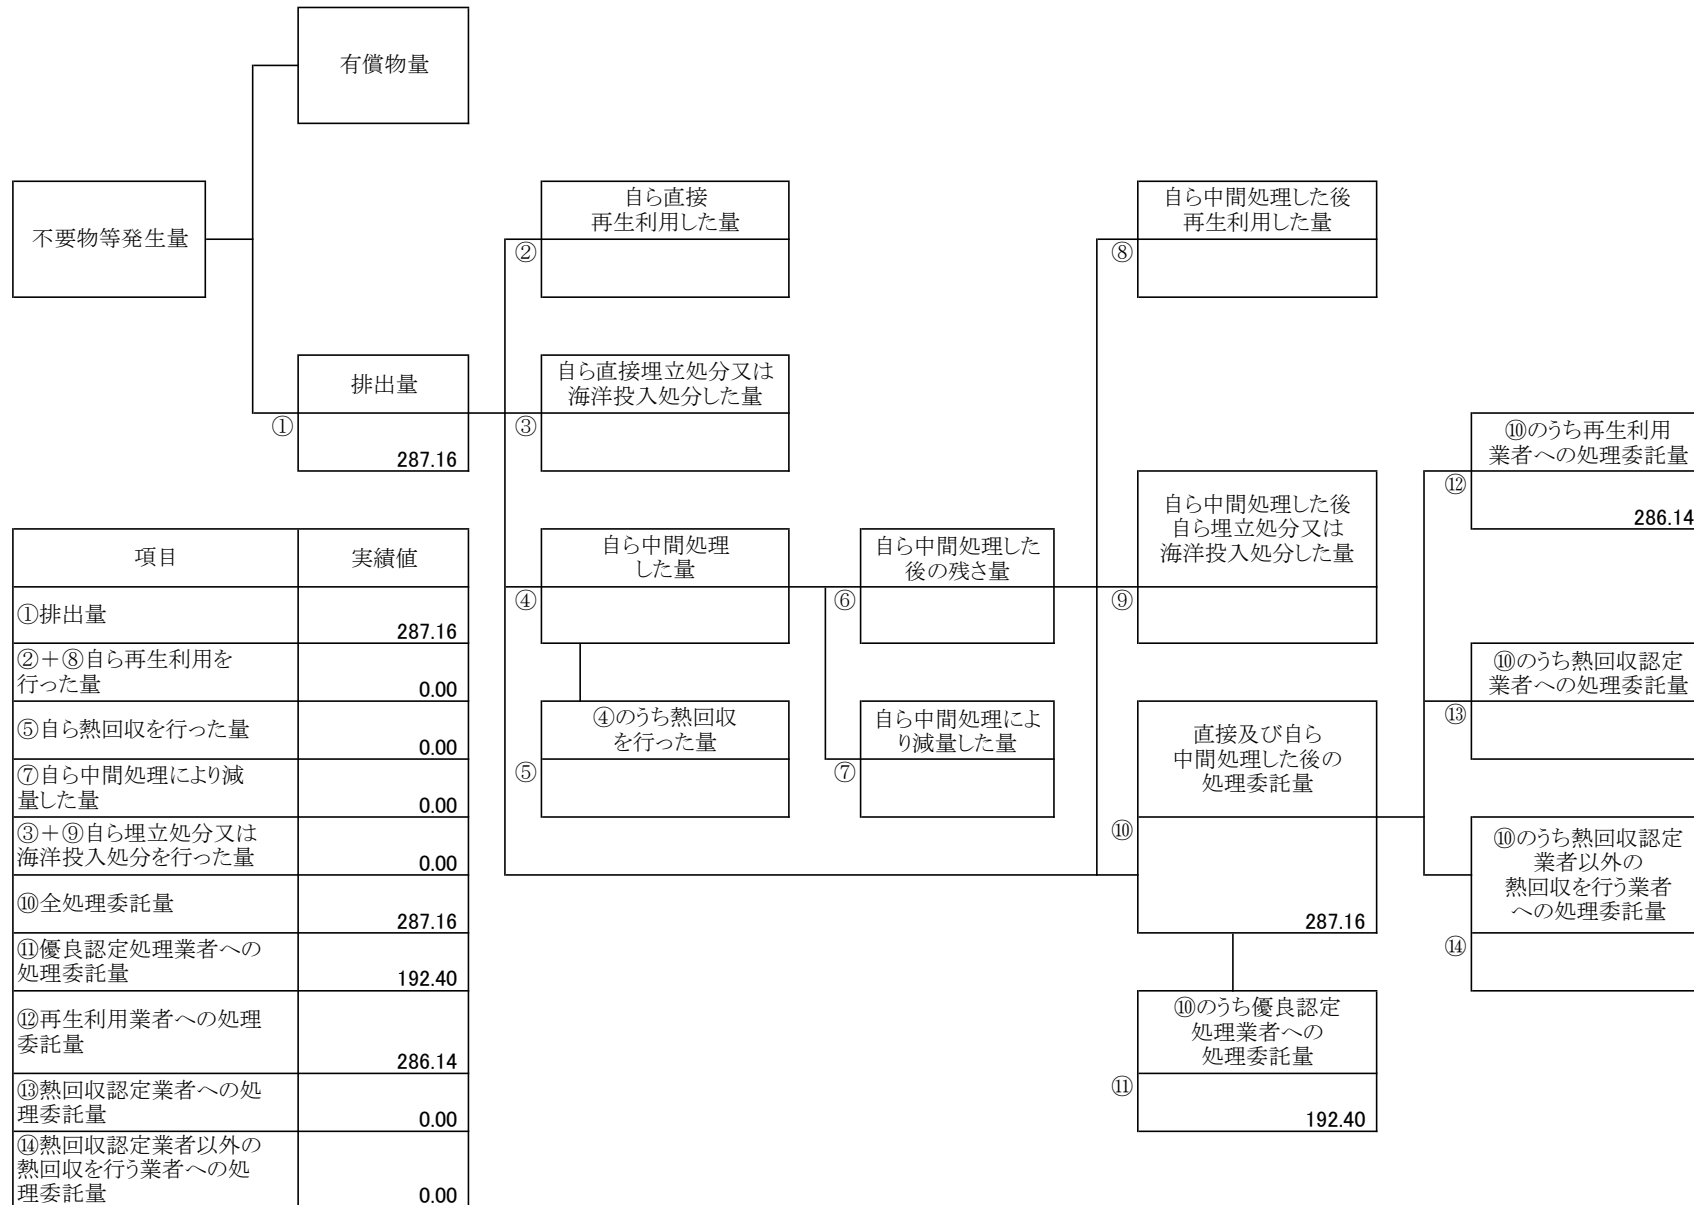 有償物量
不要物等発生量
自ら直接
再生利用した量
②
自ら中間処理した後
再生利用した量
⑧
排出量
①
287.16
自ら直接埋立処分又は
海洋投入処分した量
③
⑩のうち再生利用
業者への処理委託量
⑫
286.14
自ら中間処理
した量
④
自ら中間処理した
後の残さ量
⑥
自ら中間処理した後
自ら埋立処分又は
海洋投入処分した量
⑨
⑩のうち熱回収認定
業者への処理委託量
⑬
④のうち熱回収
を行った量
⑤
自ら中間処理によ
り減量した量
⑦
直接及び自ら
中間処理した後の
処理委託量
⑩
287.16
⑩のうち熱回収認定
業者以外の
熱回収を行う業者
への処理委託量
⑭
⑩のうち優良認定
処理業者への
処理委託量
⑪
192.40
項目 実績値
①排出量
287.16
②+⑧自ら再生利用を
行った量
0.00
⑤自ら熱回収を行った量
0.00
⑦自ら中間処理により減
量した量
0.00
③+⑨自ら埋立処分又は
海洋投入処分を行った量
0.00
⑩全処理委託量
287.16
⑪優良認定処理業者への
処理委託量
192.40
⑫再生利用業者への処理
委託量
286.14
⑬熱回収認定業者への処
理委託量
0.00
⑭熱回収認定業者以外の
熱回収を行う業者への処
理委託量
0.00